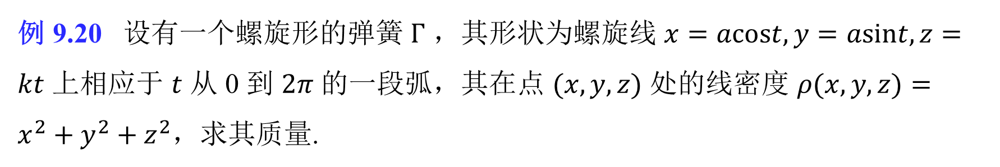 例 9.20 设有一个螺旋形的弹簧 Γ ，其形状为螺旋线 x = acost, y = asint, z =
kt 上相应于 t 从 0 到 2π 的一段弧，其在点 (x, y, z) 处的线密度 ρ(x, y, z) =
x² + y² + z²，求其质量.